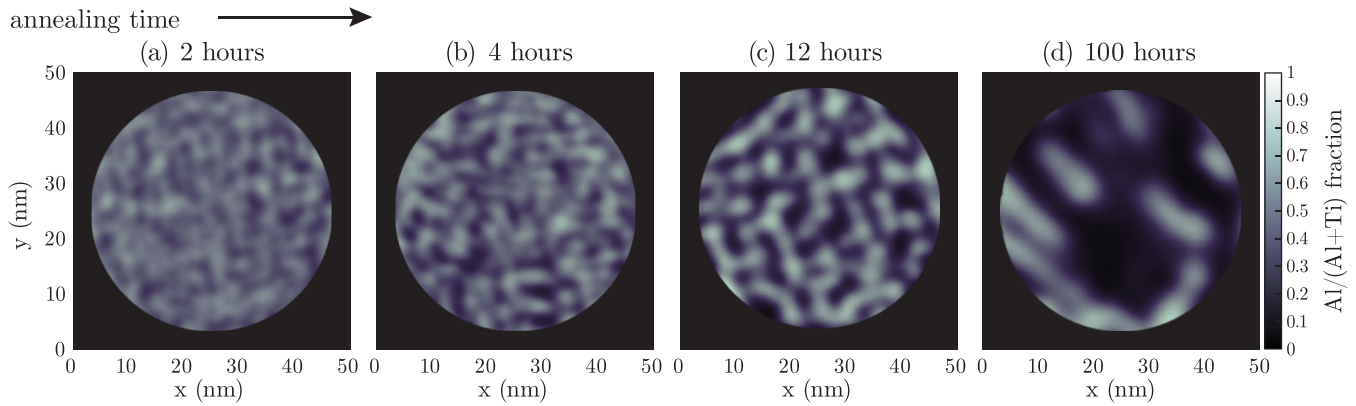 annealing time
(a) 2 hours
(b) 4 hours
(c) 12 hours
(d) 100 hours
50
40
30
20
10
0
y (nm)
0 10 20 30 40 50
x (nm)
0 10 20 30 40 50
x (nm)
0 10 20 30 40 50
x (nm)
0 10 20 30 40 50
x (nm)
1
0.9
0.8
0.7
0.6
0.5
0.4
0.3
0.2
0.1
0
Al/(Al+Ti) fraction